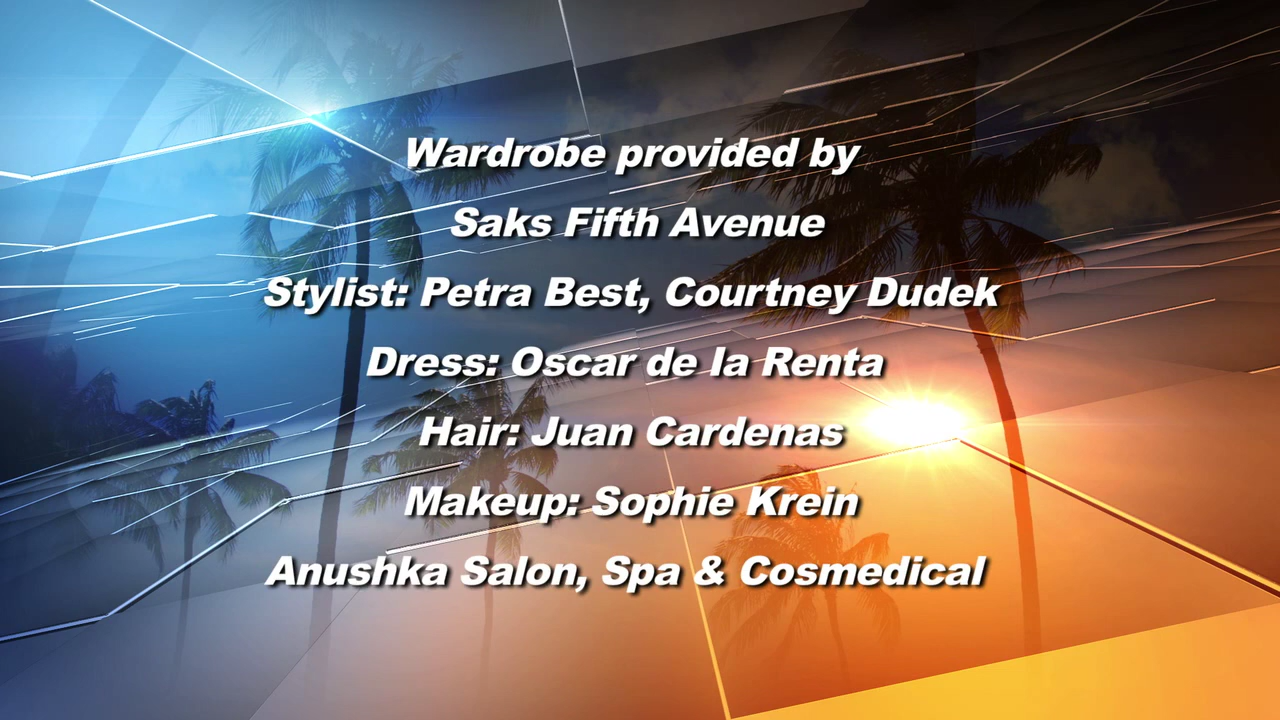 Wardrobe provided by
Saks Fifth Avenue
Stylist: Petra Best, Courtney Dudek
Dress: Oscar de la Renta
Hair: Juan Cardenas
Makeup: Sophie Krein
Anushka Salon, Spa & Cosmedical